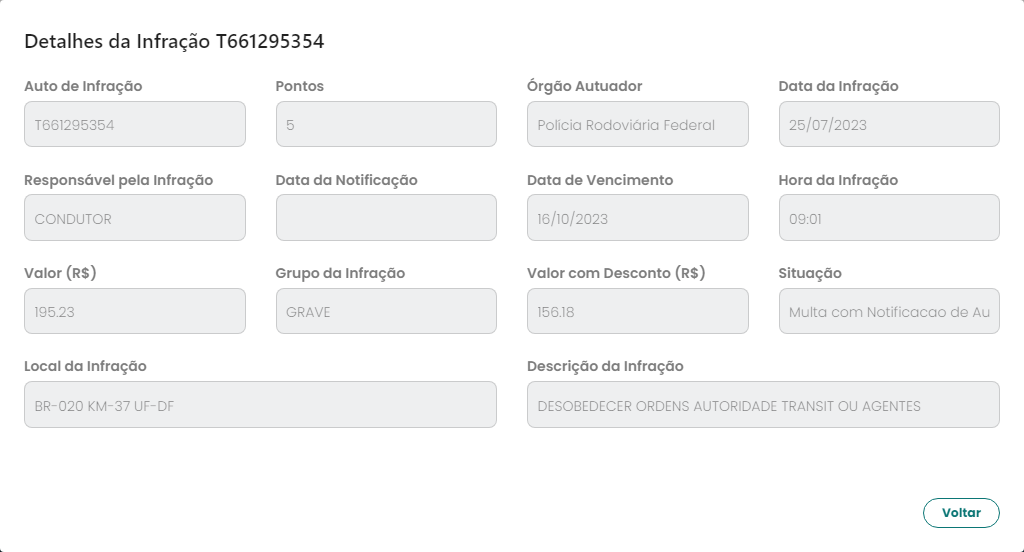 Detalhes da Infração T661295354
Auto de Infração
T661295354
Pontos
5
Órgão Autuador
Polícia Rodoviária Federal
Data da Infração
25/07/2023
Responsável pela Infração
CONDUTOR
Data da Notificação
Data de Vencimento
16/10/2023
Hora da Infração
09:01
Valor (R$)
195.23
Grupo da Infração
GRAVE
Valor com Desconto (R$)
156.18
Situação
Multa com Notificacao de Au
Local da Infração
BR-020 KM-37 UF-DF
Descrição da Infração
DESOBEDECER ORDENS AUTORIDADE TRANSIT OU AGENTES
Voltar